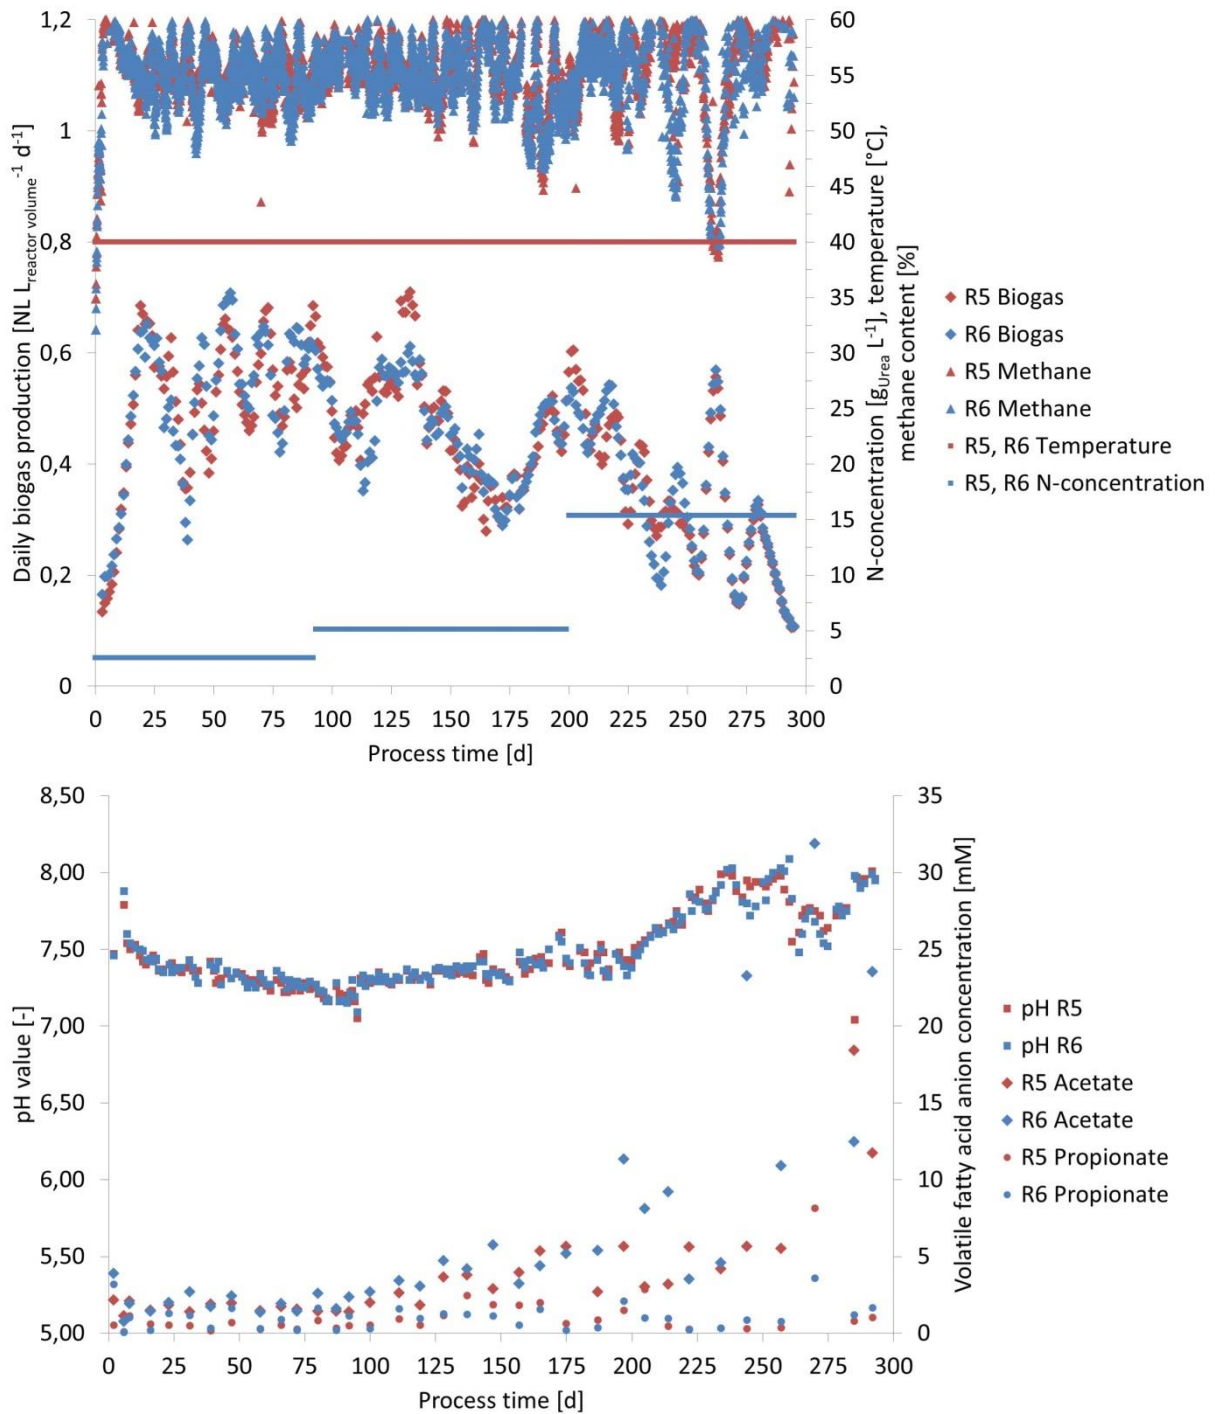 1,2
1
0,8
0,6
0,4
0,2
0
Daily biogas production [NL L reactor volume -1 d-1]
60
55
50
45
40
35
30
25
20
15
10
5
0
N-concentration [gUrea L-1], temperature [°C],
methane content [%]
0 25 50 75 100 125 150 175 200 225 250 275 300
Process time [d]
R5 Biogas
R6 Biogas
R5 Methane
R6 Methane
R5, R6 Temperature
R5, R6 N-concentration
8,50
8,00
7,50
7,00
6,50
6,00
5,50
5,00
pH value [-]
35
30
25
20
15
10
5
0
Volatile fatty acid anion concentration [mM]
0 25 50 75 100 125 150 175 200 225 250 275 300
Process time [d]
pH R5
pH R6
R5 Acetate
R6 Acetate
R5 Propionate
R6 Propionate